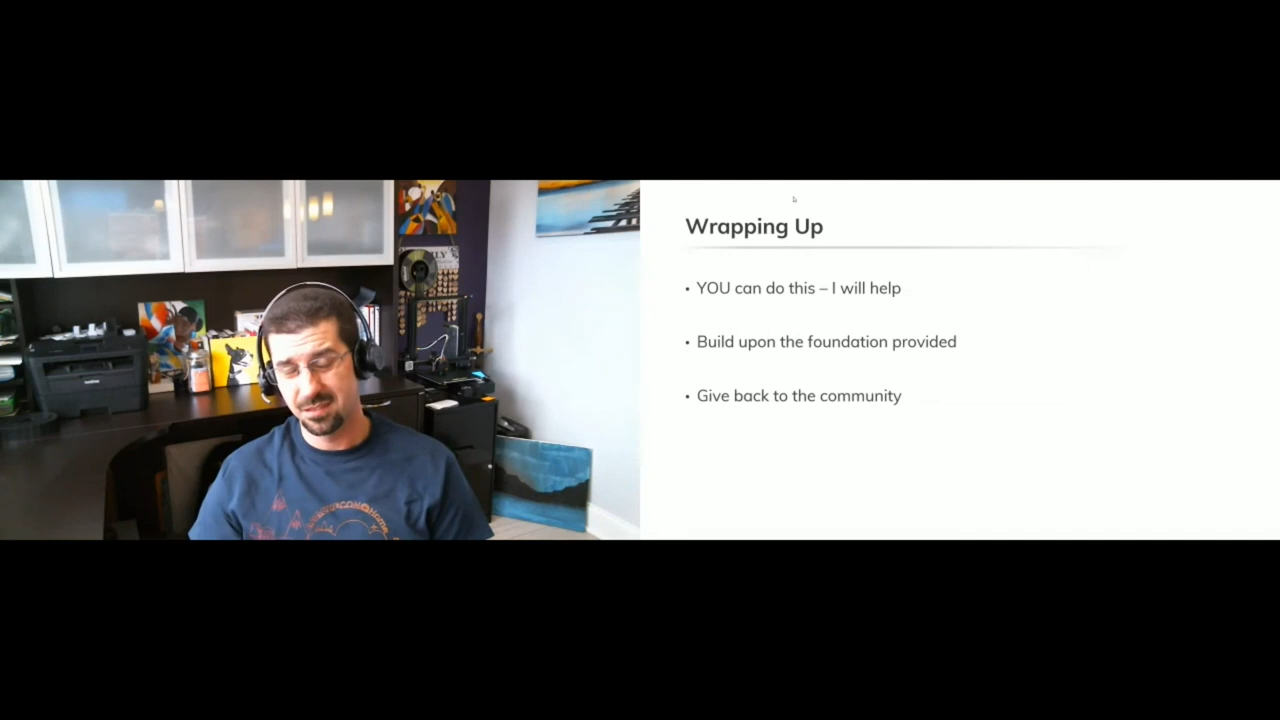 Wrapping Up
• YOU can do this – I will help
• Build upon the foundation provided
• Give back to the community